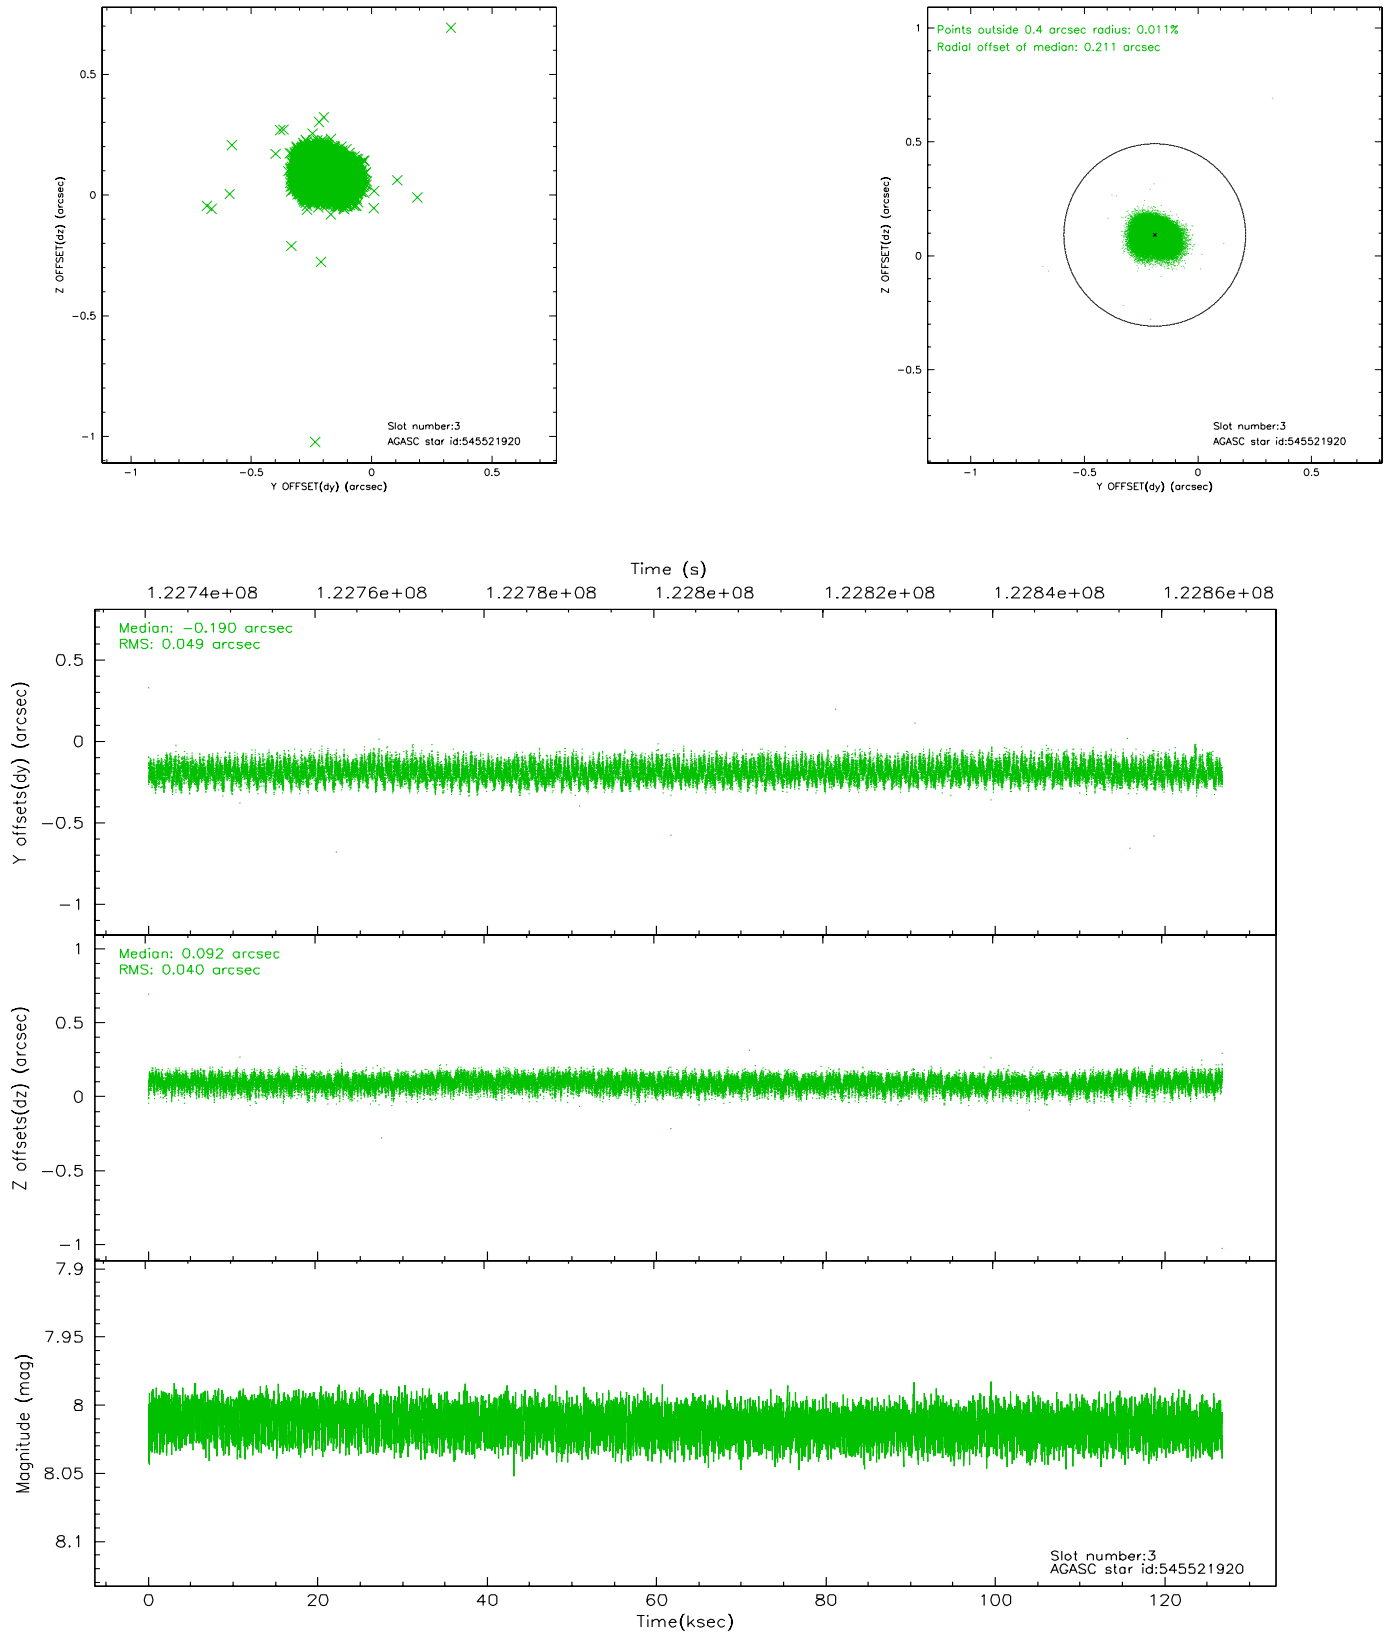 0.5
0
−0.5
−1
Z OFFSET(dz) (arcsec)
Slot number:3
AGASC star id:545521920
−1
−0.5
0
0.5
Y OFFSET(dy) (arcsec)
Points outside 0.4 arcsec radius: 0.011%
Radial offset of median: 0.211 arcsec
1
0.5
0
−0.5
Z OFFSET(dz) (arcsec)
Slot number:3
AGASC star id:545521920
−1
−0.5
0
0.5
Y OFFSET(dy) (arcsec)
Time (s)
1.2274e+08
1.2276e+08
1.2278e+08
1.228e+08
1.2282e+08
1.2284e+08
1.2286e+08
Median: −0.190 arcsec
RMS: 0.049 arcsec
0.5
0
−0.5
−1
Y offsets(dy) (arcsec)
Median: 0.092 arcsec
RMS: 0.040 arcsec
1
0.5
0
−0.5
−1
Z offsets(dz) (arcsec)
7.9
7.95
8
8.05
8.1
Magnitude (mag)
Slot number:3
AGASC star id:545521920
0
20
40
60
80
100
120
Time(ksec)